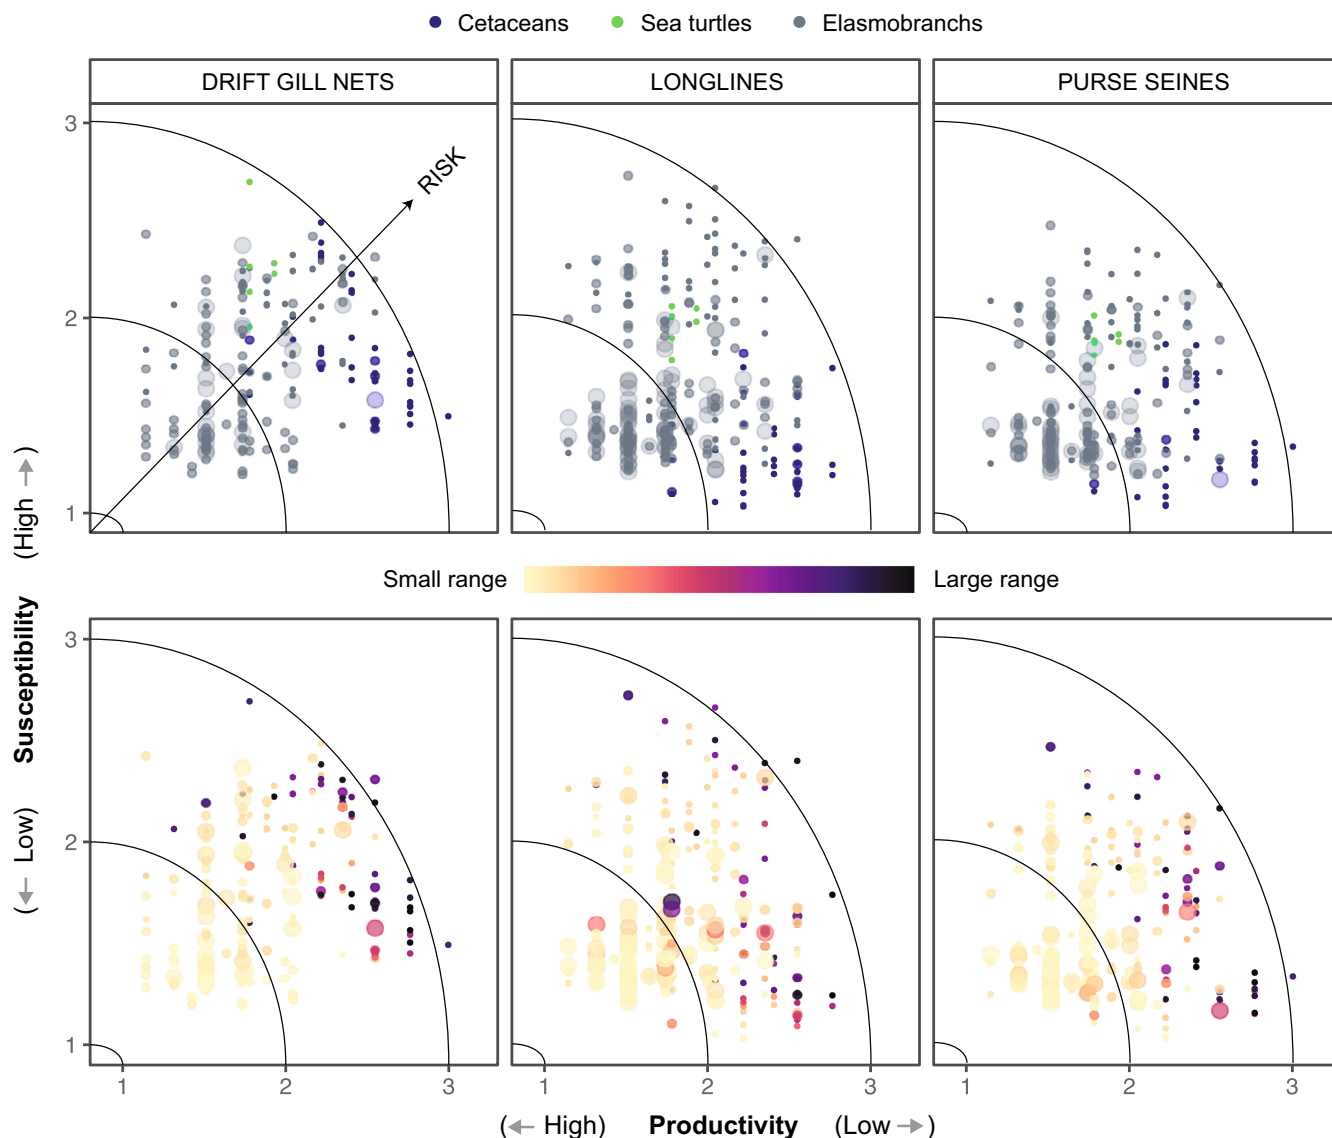 Cetaceans Sea turtles Elasmobranchs
DRIFT GILL NETS LONGLINES PURSE SEINES
3
RISK
2
1
Small range Large range
3
2
1
1 2 3 1 2 3 1 2 3
(← High) Productivity (Low →)
(← Low) Susceptibility (High →)